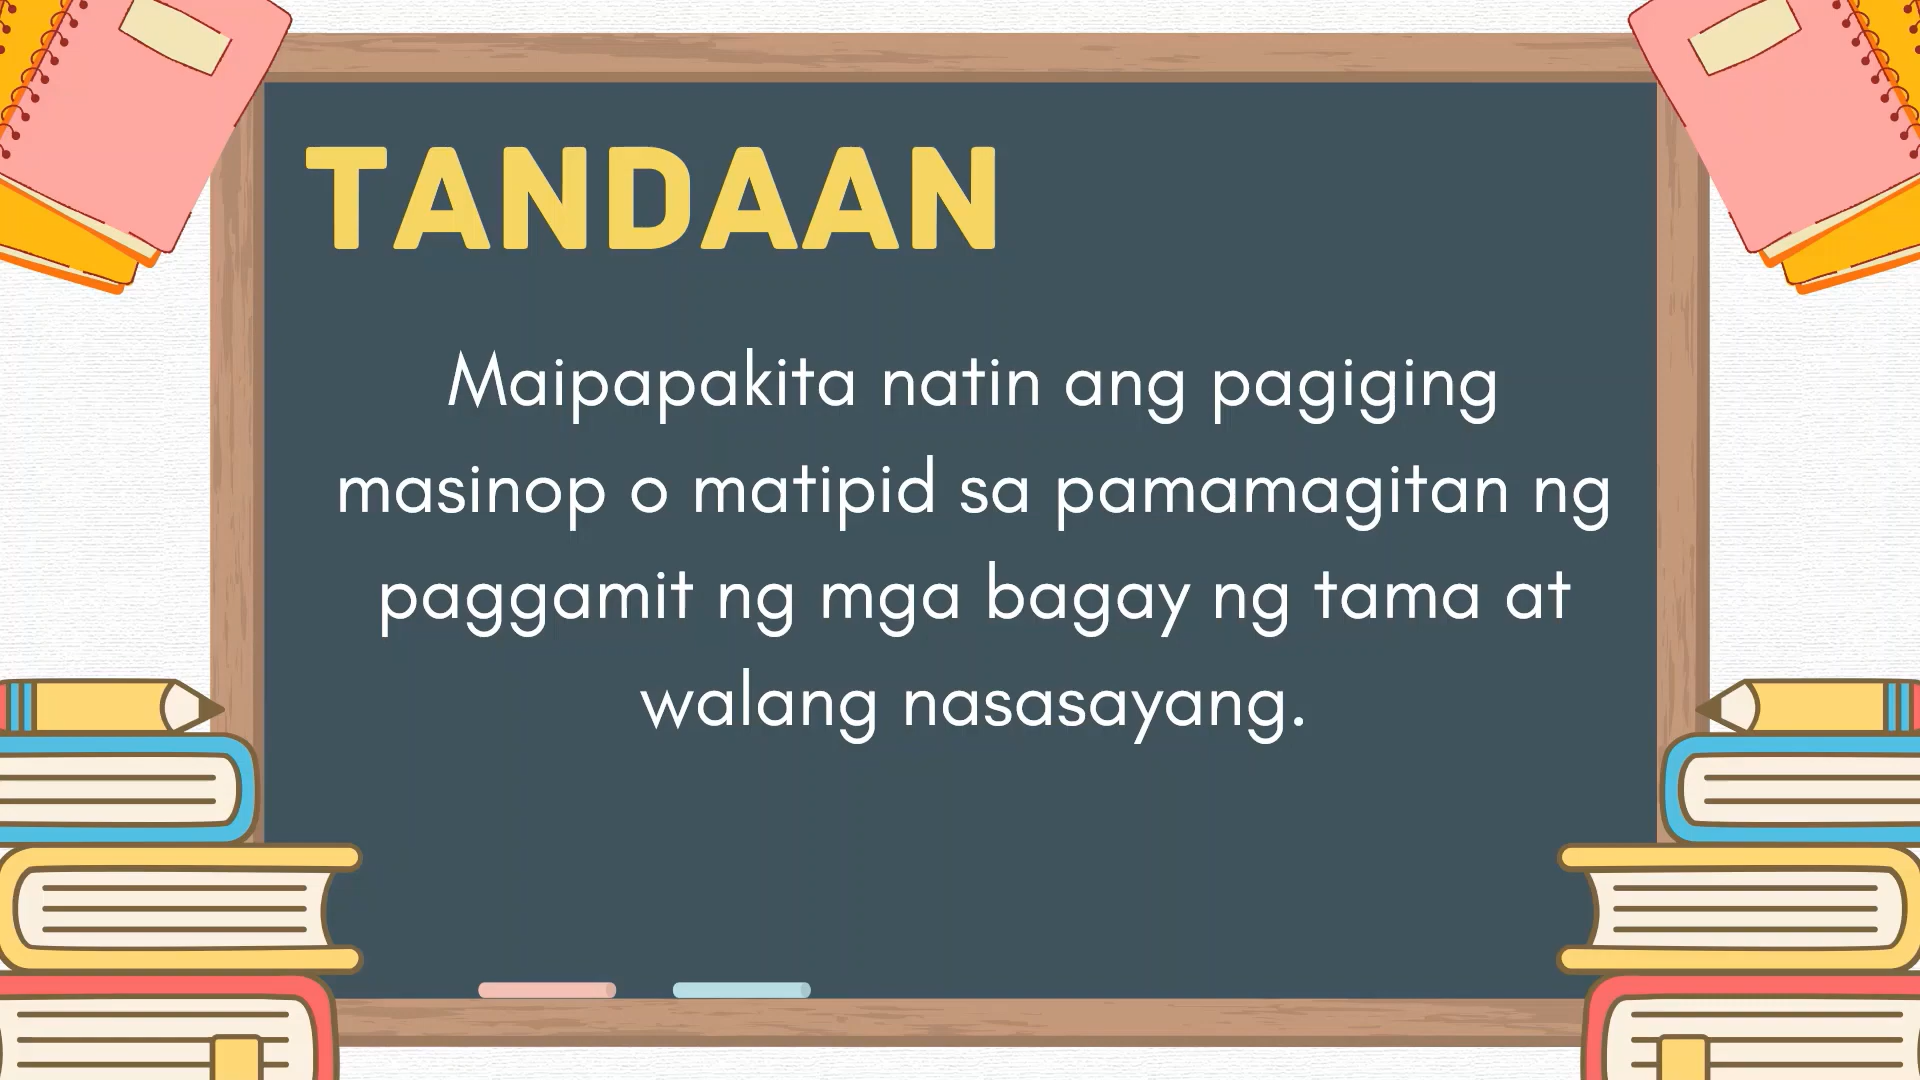 TANDAAN
Maipapakita natin ang pagiging
masinop o matipid sa pamamagitan ng
paggamit ng mga bagay ng tama at
walang nasasayang.